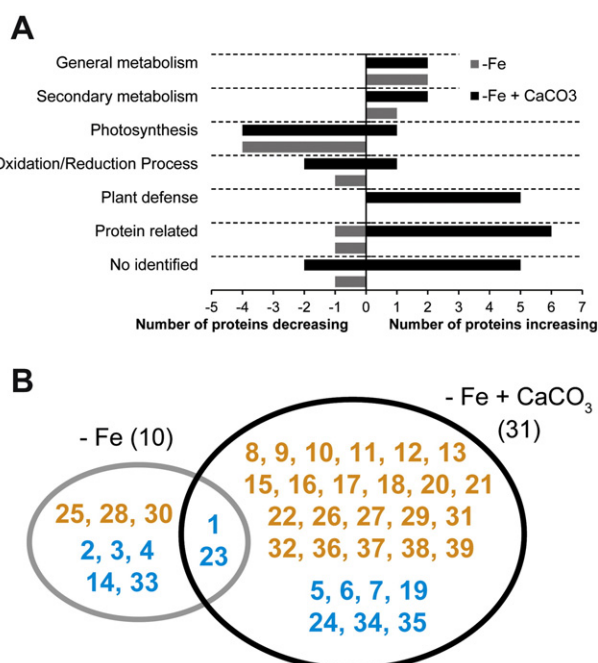 A
General metabolism
-Fe
Secondary metabolism
-Fe + CaCO3
Photosynthesis
Oxidation/Reduction Process
Plant defense
Protein related
No identified
-5 -4 -3 -2 -1 0 1 2 3 4 5 6 7
Number of proteins decreasing Number of proteins increasing
B
- Fe + CaCO3
(31)
- Fe (10)
8, 9, 10, 11, 12, 13
15, 16, 17, 18, 20, 21
22, 26, 27, 29, 31
32, 36, 37, 38, 39
25, 28, 30
2, 3, 4
14, 33
1
23
5, 6, 7, 19
24, 34, 35